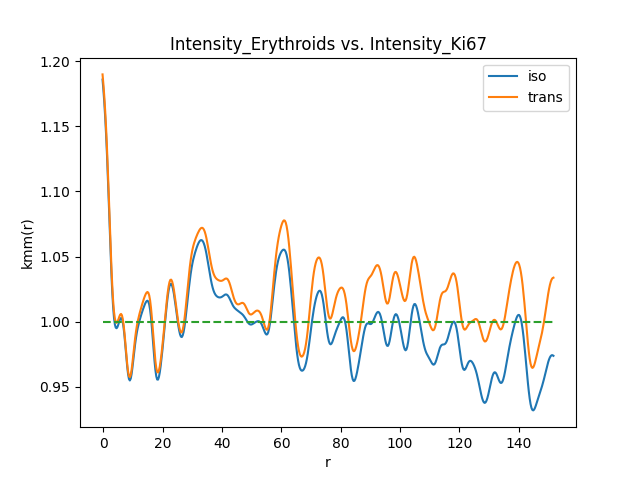 Intensity_Erythroids vs. Intensity_Ki67
1.20
1.15
1.10
1.05
1.00
0.95
kmm(r)
iso
trans
0 20 40 60 80 100 120 140
r